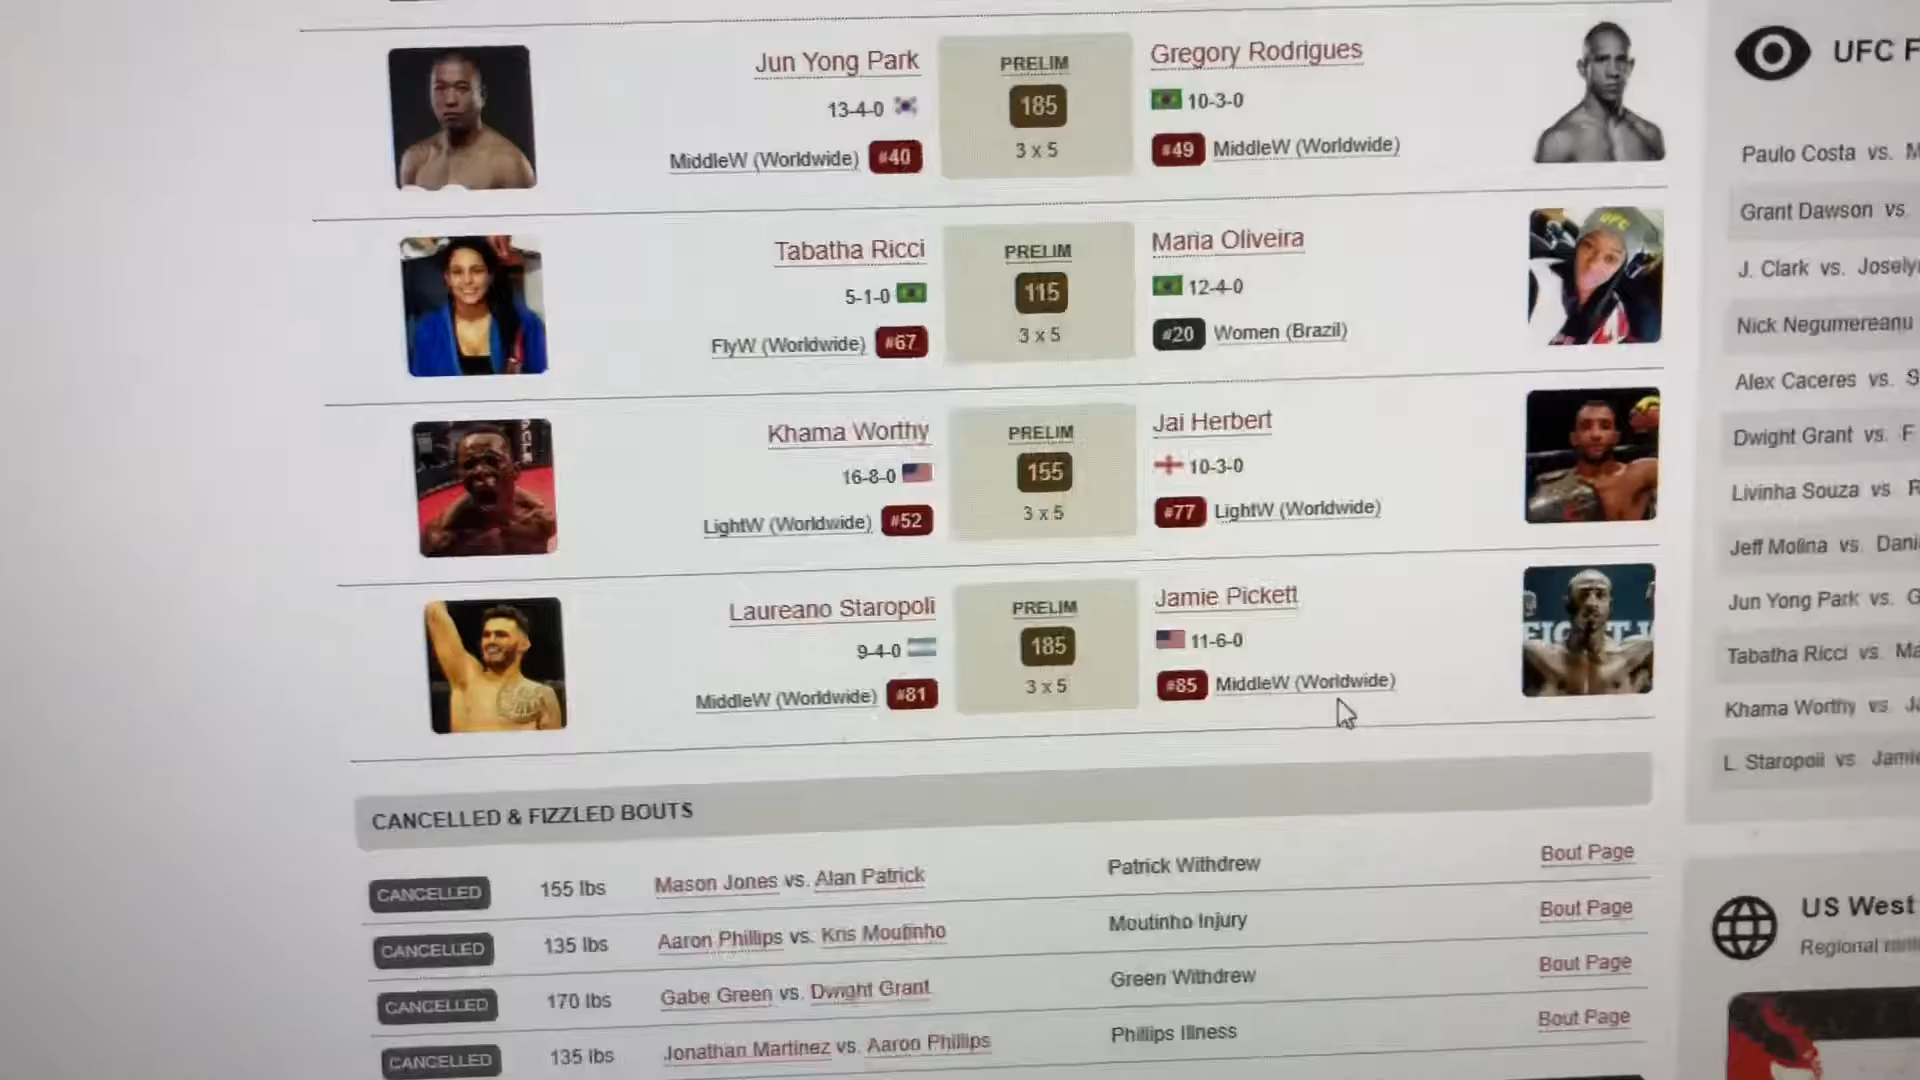 Jun Yong Park
PRELIM
Gregory Rodrigues
13-4-0
185
10-3-0
MiddleW (Worldwide) #40
3 x 5
#49 MiddleW (Worldwide)
Tabatha Ricci
PRELIM
Maria Oliveira
5-1-0
115
12-4-0
FlyW (Worldwide) #67
3 x 5
#20 Women (Brazil)
Khama Worthy
PRELIM
Jai Herbert
16-8-0
155
10-3-0
LightW (Worldwide) #52
3 x 5
#77 LightW (Worldwide)
Laureano Staropoli
PRELIM
Jamie Pickett
9-4-0
185
11-6-0
MiddleW (Worldwide) #81
3 x 5
#85 MiddleW (Worldwide)
CANCELLED & FIZZLED BOUTS
CANCELLED 155 lbs Mason Jones vs. Alan Patrick Patrick Withdrew Bout Page
CANCELLED 135 lbs Aaron Phillips vs. Kris Moutinho Moutinho Injury Bout Page
CANCELLED 170 lbs Gabe Green vs. Dwight Grant Green Withdrew Bout Page
CANCELLED 135 lbs Jonathan Martinez vs. Aaron Phillips Phillips Illness Bout Page
UFC F
Paulo Costa vs. M
Grant Dawson vs.
J. Clark vs. Josely
Nick Negumereanu
Alex Caceres vs. S
Dwight Grant vs. F
Livinha Souza vs R
Jeff Molina vs. Dani
Jun Yong Park vs. G
Tabatha Ricci vs. Ma
Khama Worthy vs. Ja
L. Staropoli vs Jamie
US West
Regional